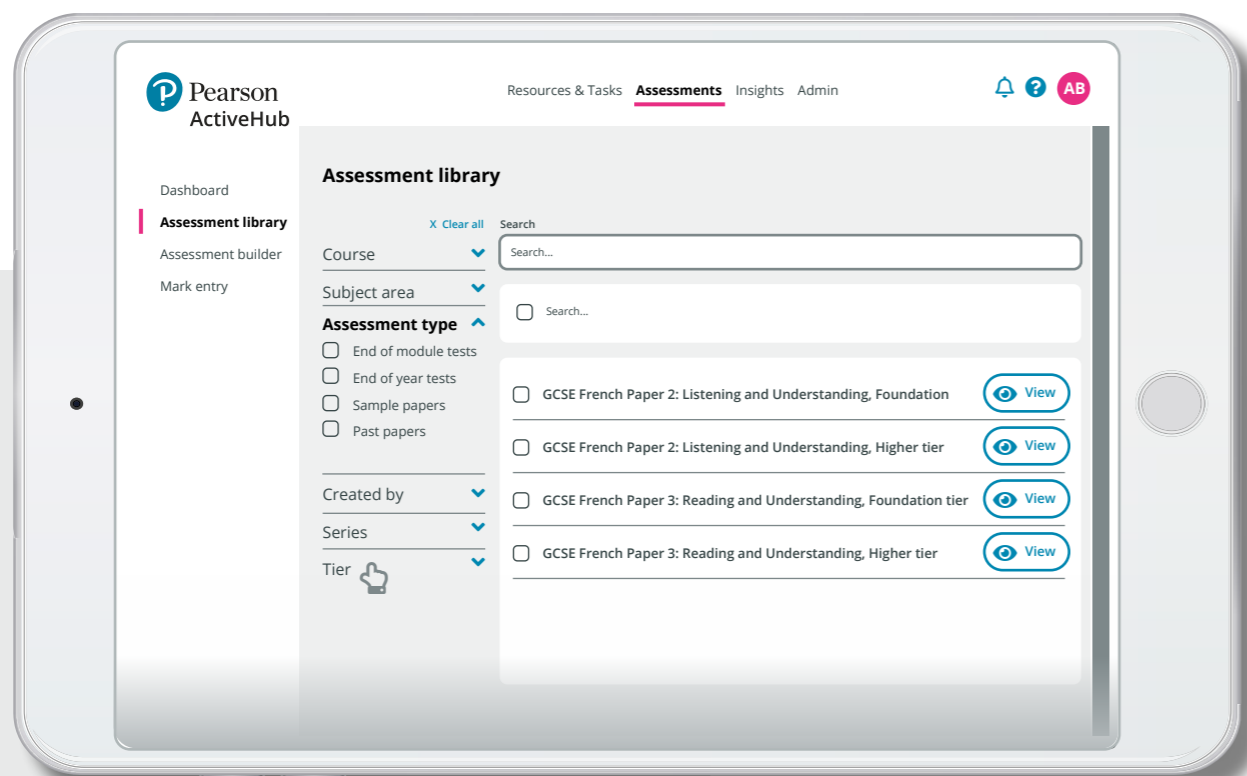 Pearson
ActiveHub
Resources & Tasks Assessments Insights Admin
? AB
Dashboard
Assessment library
Assessment builder
Mark entry
Assessment library
X Clear all
Course
Subject area
Assessment type
End of module tests
End of year tests
Sample papers
Past papers
Created by
Series
Tier
Search
Search...
Search...
GCSE French Paper 2: Listening and Understanding, Foundation View
GCSE French Paper 2: Listening and Understanding, Higher tier View
GCSE French Paper 3: Reading and Understanding, Foundation tier View
GCSE French Paper 3: Reading and Understanding, Higher tier View